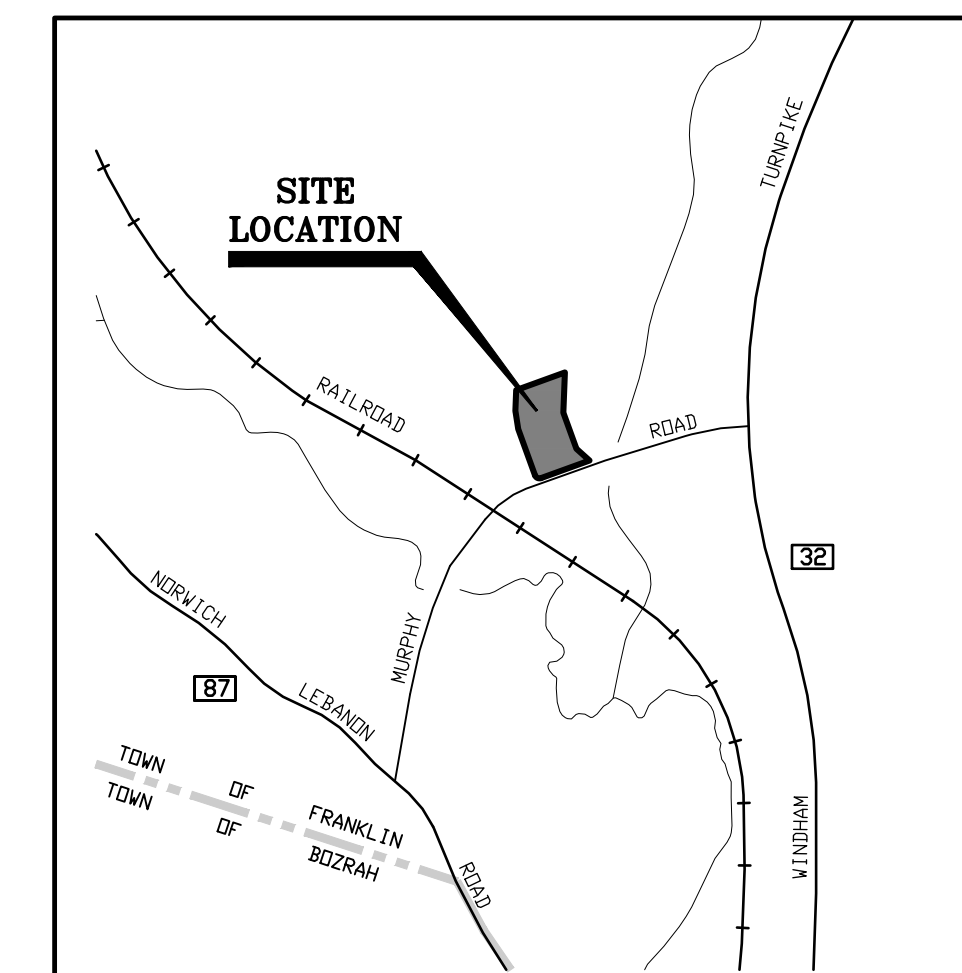 TURNPIKE
SITE
LOCATION
RAILROAD
ROAD
32
NORWICH
MURPHY
87
LEBANON
TOWN OF FRANKLIN
TOWN OF BOZRAH
WINDHAM
ROAD